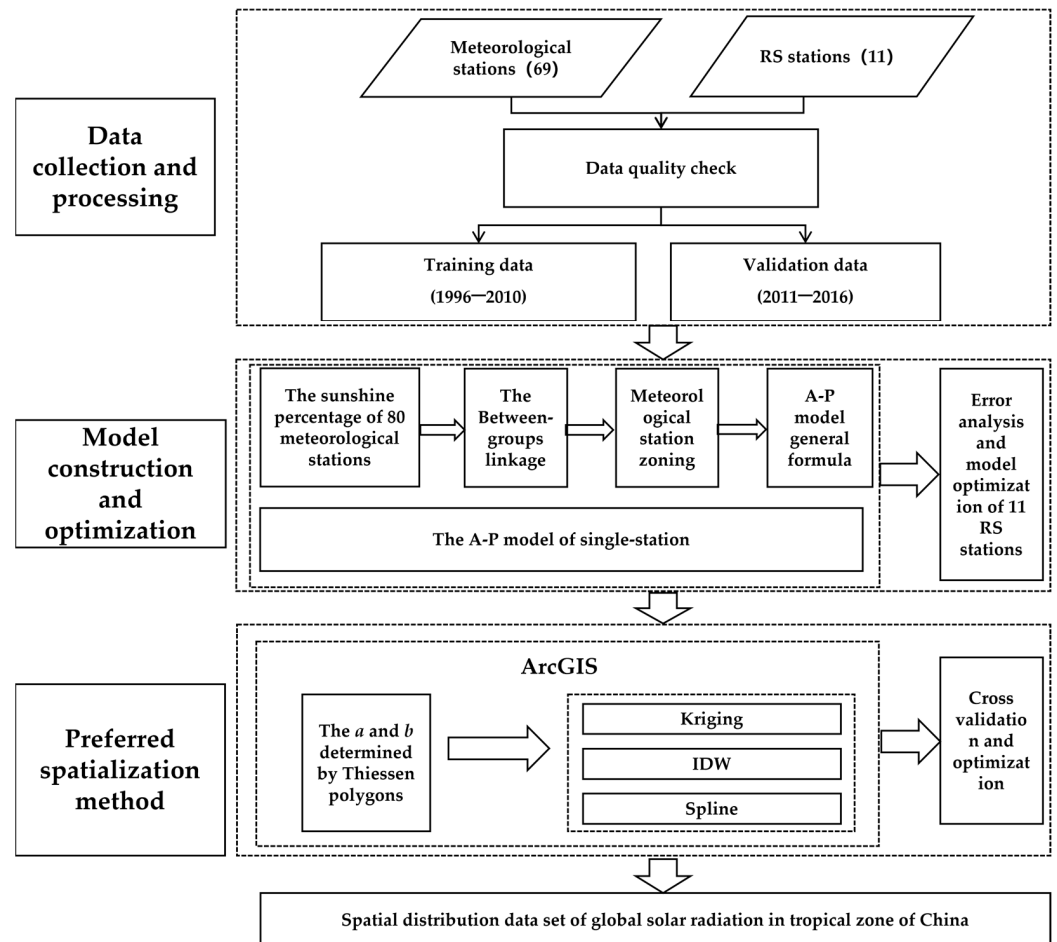 Meteorological
stations (69)
RS stations (11)
Data
collection and
processing
Data quality check
Training data
(1996—2010)
Validation data
(2011—2016)
Model
construction
and
optimization
The sunshine
percentage of 80
meteorological
stations
The
Between-
groups
linkage
Meteorol
ogical
station
zoning
A-P
model
general
formula
The A-P model of single-station
Error
analysis
and
model
optimizat
ion of 11
RS
stations
Preferred
spatialization
method
ArcGIS
The a and b
determined
by Thiessen
polygons
Kriging
IDW
Spline
Cross
validatio
n and
optimizat
ion
Spatial distribution data set of global solar radiation in tropical zone of China